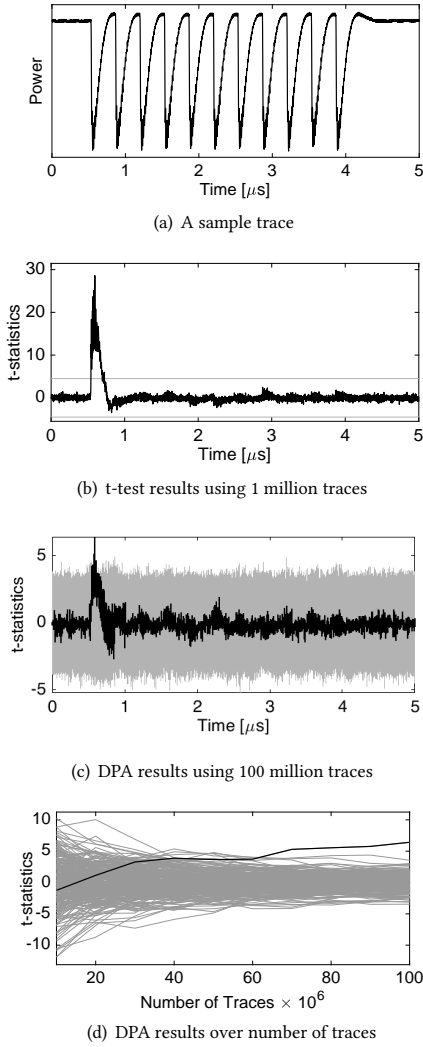 Power
0 1 2 3 4 5
Time [μs]
(a) A sample trace
30
20
10
0
t-statistics
0 1 2 3 4 5
Time [μs]
(b) t-test results using 1 million traces
5
0
-5
t-statistics
0 1 2 3 4 5
Time [μs]
(c) DPA results using 100 million traces
10
5
0
-5
-10
t-statistics
20 40 60 80 100
Number of Traces × 10⁶
(d) DPA results over number of traces